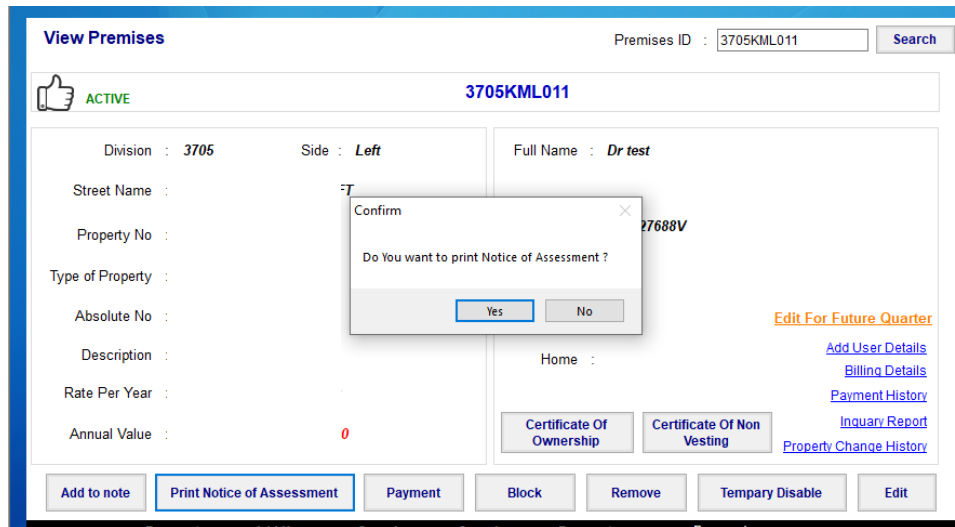 View Premises
Premises ID : 3705KML011 Search
ACTIVE
3705KML011
Division : 3705 Side : Left
Full Name : Dr test
Street Name :
Property No :
27688V
Type of Property :
Absolute No :
Description :
Rate Per Year :
Annual Value : 0
Confirm
Do You want to print Notice of Assessment ?
Yes No
Home :
Edit For Future Quarter
Add User Details
Billing Details
Payment History
Inquary Report
Property Change History
Certificate Of Ownership
Certificate Of Non Vesting
Add to note Print Notice of Assessment Payment Block Remove Tempary Disable Edit